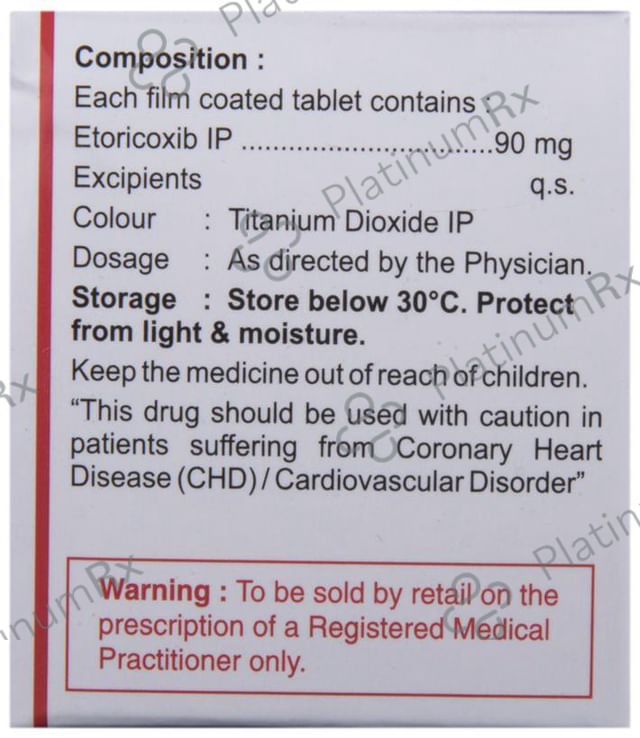 Composition :
Each film coated tablet contains :
Etoricoxib IP ................................90 mg
Excipients q.s.
Colour : Titanium Dioxide IP
Dosage : As directed by the Physician.
Storage : Store below 30°C. Protect
from light & moisture.
Keep the medicine out of reach of children.
“This drug should be used with caution in
patients suffering from Coronary Heart
Disease (CHD) / Cardiovascular Disorder”
Warning : To be sold by retail on the
prescription of a Registered Medical
Practitioner only.
PlatinumRx
PlatinumRx
PlatinumRx
Platin
Pla
Rx